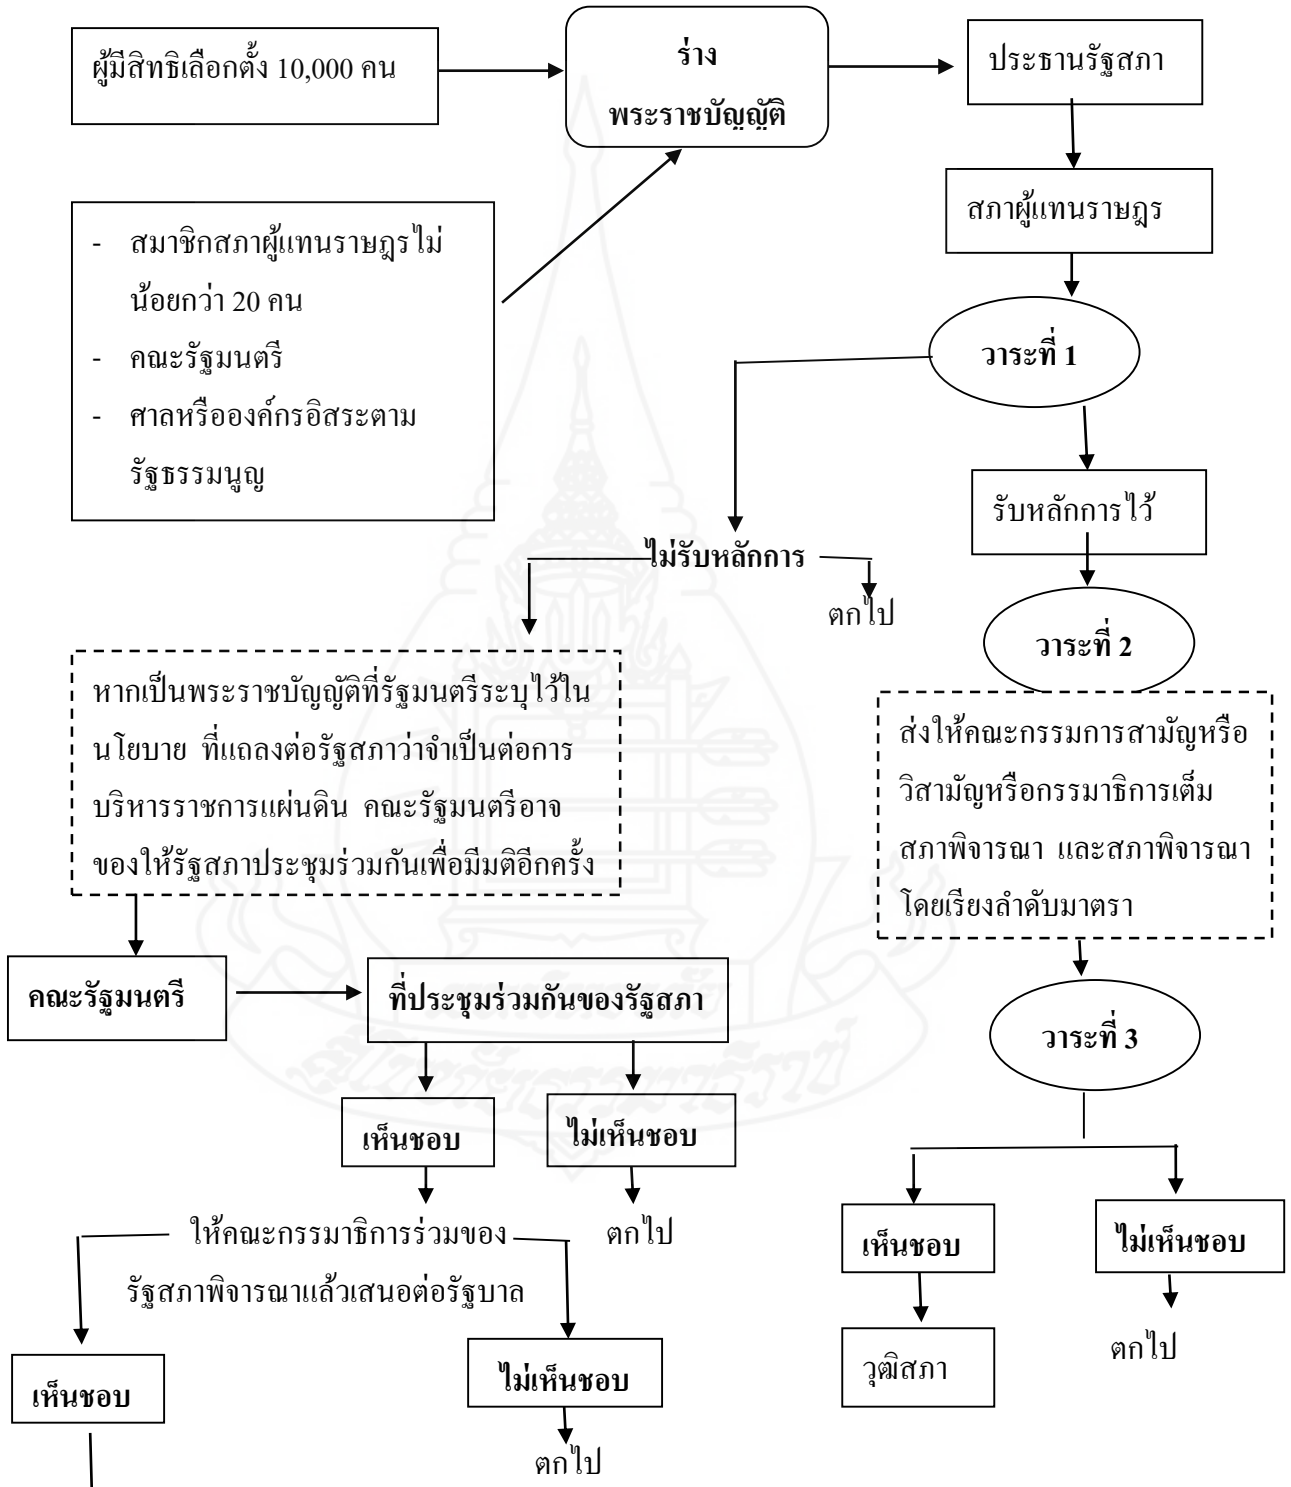 ผู้มีสิทธิเลือกตั้ง 10,000 คน
ร่าง
พระราชบัญญัติ
ประธานรัฐสภา
สภาผู้แทนราษฎร
- สมาชิกสภาผู้แทนราษฎรไม่
น้อยกว่า 20 คน
- คณะรัฐมนตรี
- ศาลหรือองค์กรอิสระตาม
รัฐธรรมนูญ
วาระที่ 1
รับหลักการไว้
ไม่รับหลักการ
ตกไป
วาระที่ 2
หากเป็นพระราชบัญญัติที่รัฐมนตรีระบุไว้ใน
นโยบาย ที่แถลงต่อรัฐสภาว่าจำเป็นต่อการ
บริหารราชการแผ่นดิน คณะรัฐมนตรีอาจ
ของให้รัฐสภาประชุมร่วมกันเพื่อมีมติอีกครั้ง
ส่งให้คณะกรรมการสามัญหรือ
วิสามัญหรือกรรมาธิการเต็ม
สภาพิจารณา และสภาพิจารณา
โดยเรียงลำดับมาตรา
คณะรัฐมนตรี
ที่ประชุมร่วมกันของรัฐสภา
วาระที่ 3
เห็นชอบ
ไม่เห็นชอบ
ให้คณะกรรมาธิการร่วมของ
รัฐสภาพิจารณาแล้วเสนอต่อรัฐบาล
ตกไป
เห็นชอบ
ไม่เห็นชอบ
เห็นชอบ
ไม่เห็นชอบ
วุฒิสภา
ตกไป
ตกไป
มหาวิทยาลัย
สุโขทัยธรรมาธิราช